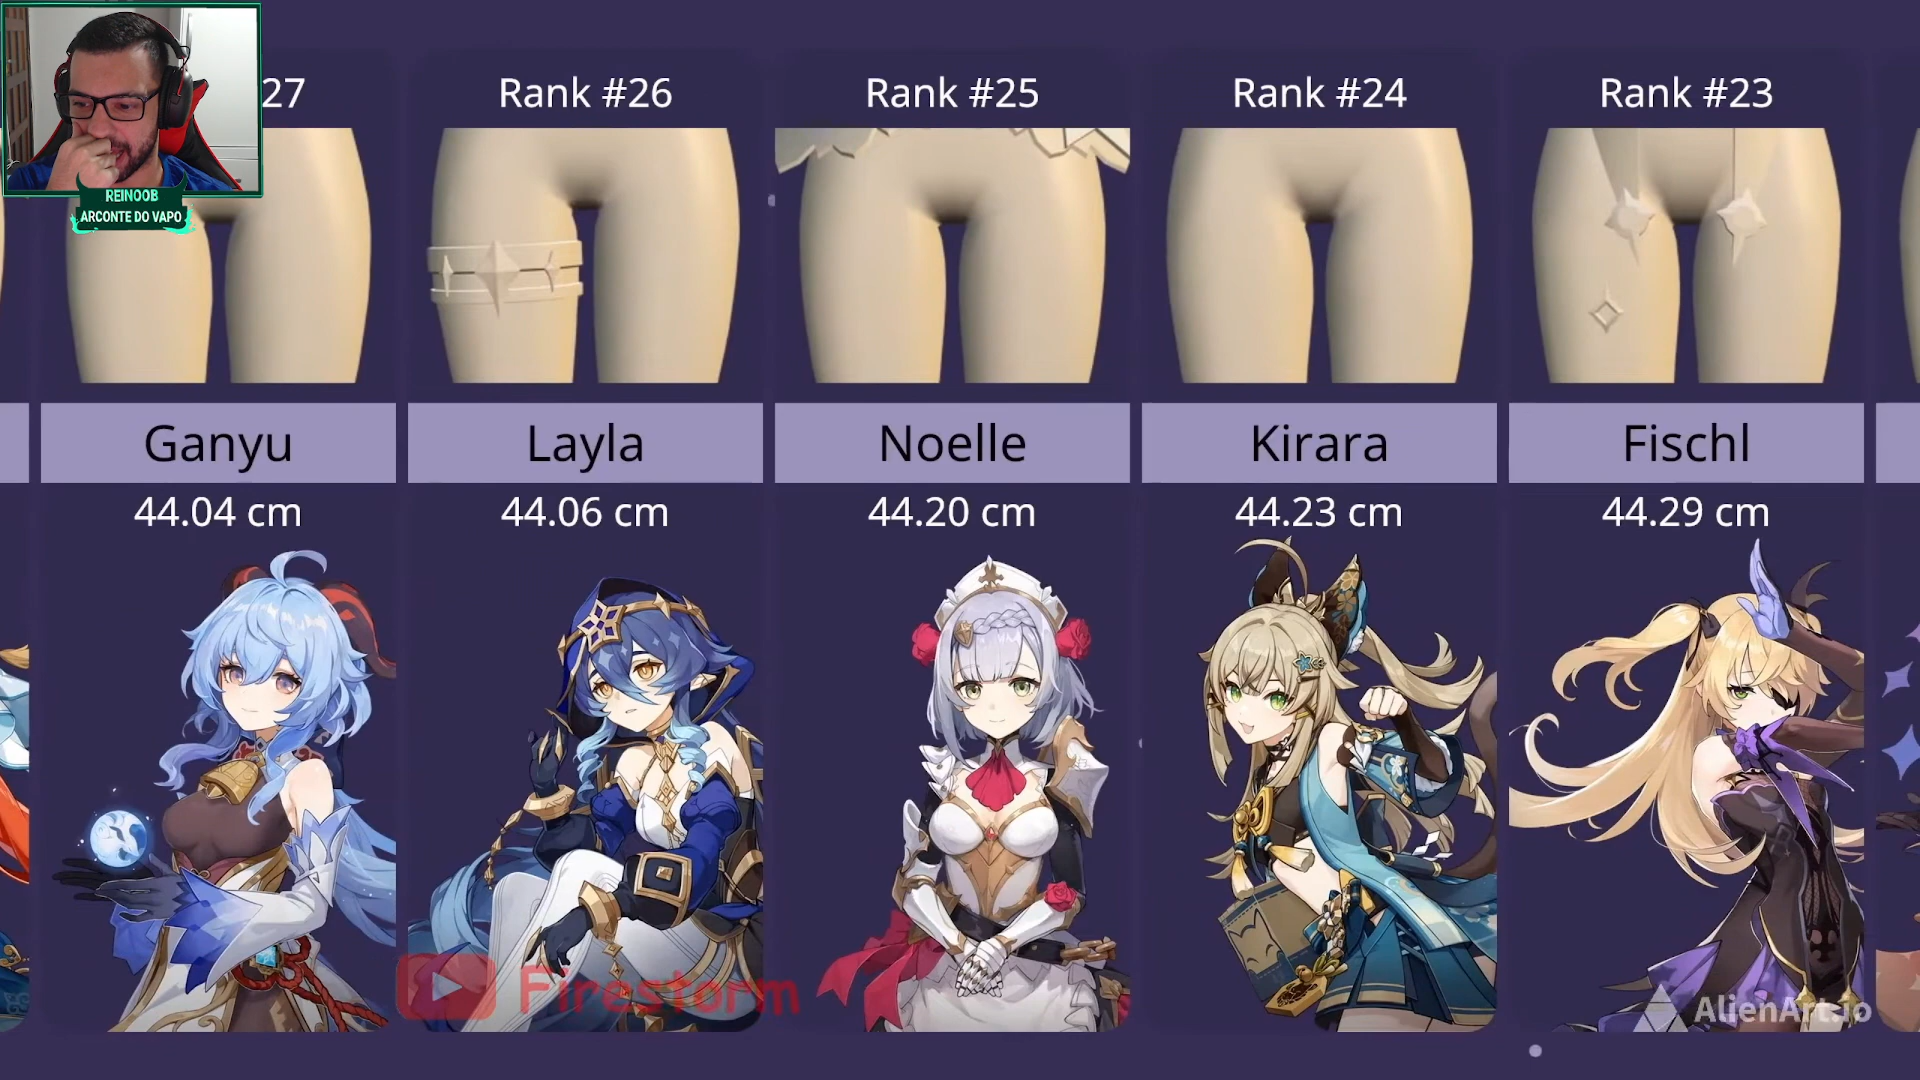 27
Rank #26
Rank #25
Rank #24
Rank #23
REINOOB
ARCONTE DO VAPO
Ganyu
Layla
Noelle
Kirara
Fischl
44.04 cm
44.06 cm
44.20 cm
44.23 cm
44.29 cm
Firestorm
AlienArt.io